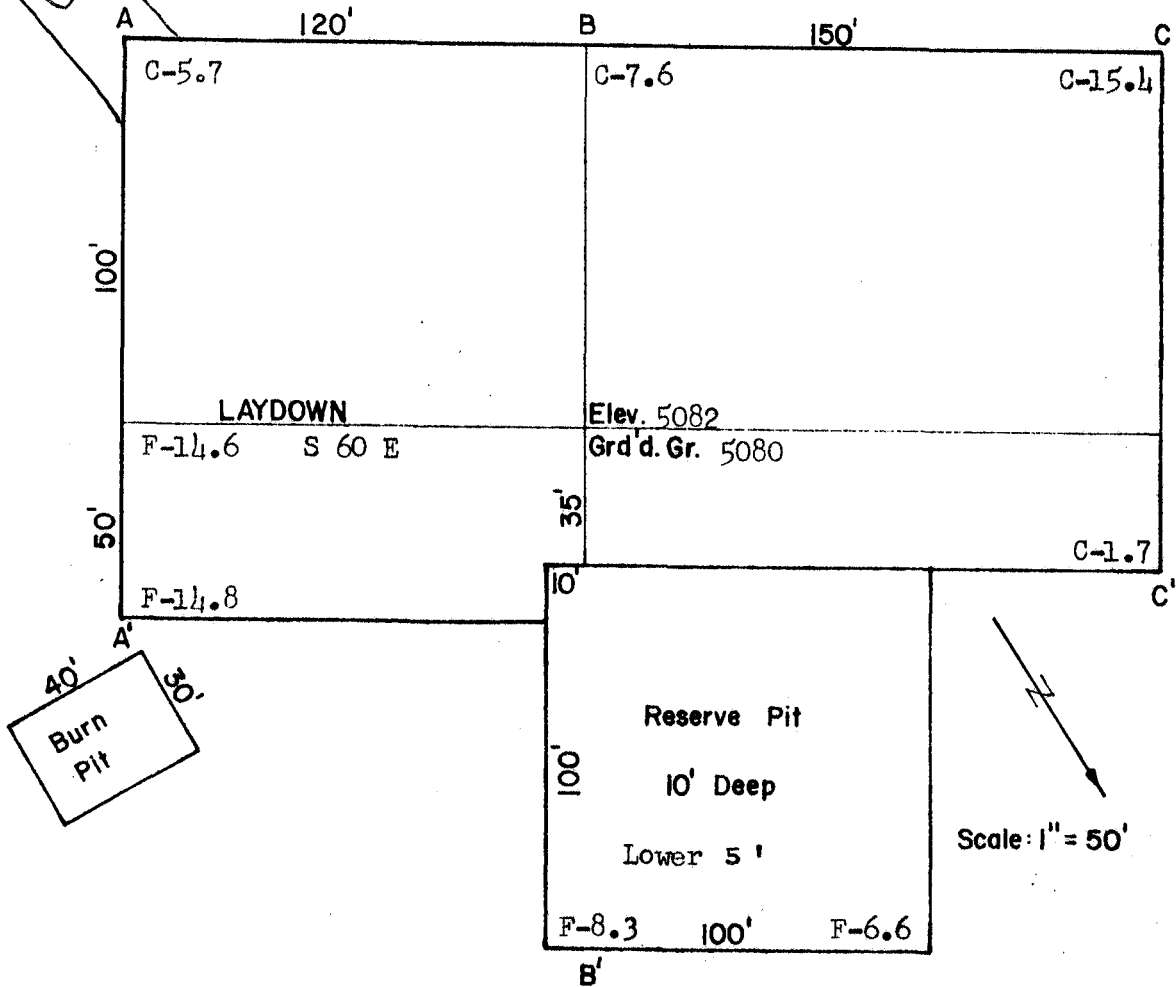 A 120' B 150' C
C-5.7 C-7.6 C-15.4
100'
LAYDOWN Elev. 5082
F-14.6 S 60 E Grd'd. Gr. 5080
50' 35'
C-1.7
10'
F-14.8 C'
A'
40' 30'
Burn
Pit
Reserve Pit
100' 10' Deep
Lower 5'
N
Scale: 1" = 50'
F-8.3 100' F-6.6
B'